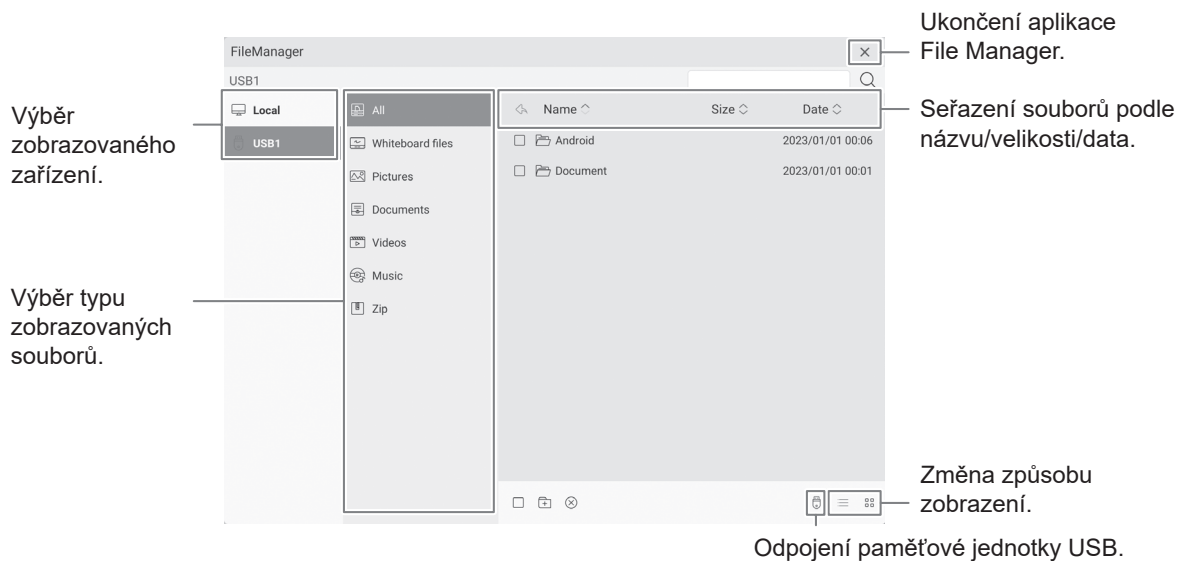 Ukončení aplikace
File Manager.
FileManager
USB1
Výběr
zobrazovaného
zařízení.
Local
USB1
All
Whiteboard files
Pictures
Documents
Videos
Music
Zip
Name
Size
Date
Android
2023/01/01 00:06
Document
2023/01/01 00:01
Seřazení souborů podle
názvu/velikosti/data.
Výběr typu
zobrazovaných
souborů.
Změna způsobu
zobrazení.
Odpojení paměťové jednotky USB.